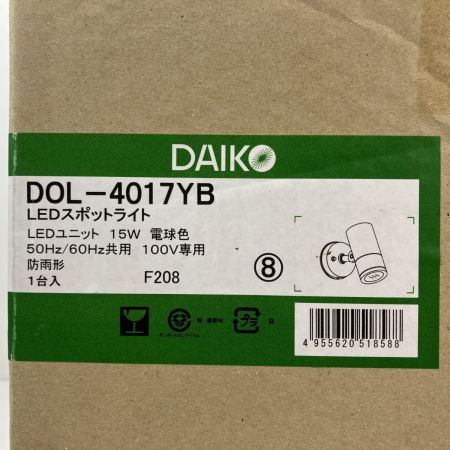 DAIKO
DOL-4017YB
LEDスポットライト
LEDユニット 15W 電球色
50Hz/60Hz共用 100V専用
防雨形
1台入 F208
⑧
プラ
4 955620 518588